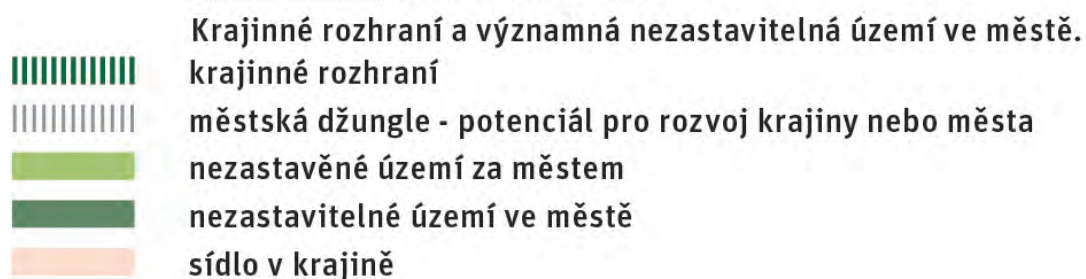 Krajinné rozhraní a významná nezastavitelná území ve městě.
krajinné rozhraní
městská džungle - potenciál pro rozvoj krajiny nebo města
nezastavěné území za městem
nezastavitelné území ve městě
sídlo v krajině